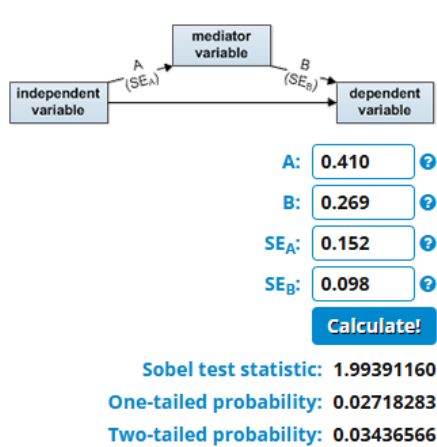 mediator
variable
A
(SEA)
B
(SEB)
independent
variable
dependent
variable
A: 0.410 ?
B: 0.269 ?
SEA: 0.152 ?
SEB: 0.098 ?
Calculate!
Sobel test statistic: 1.99391160
One-tailed probability: 0.02718283
Two-tailed probability: 0.03436566